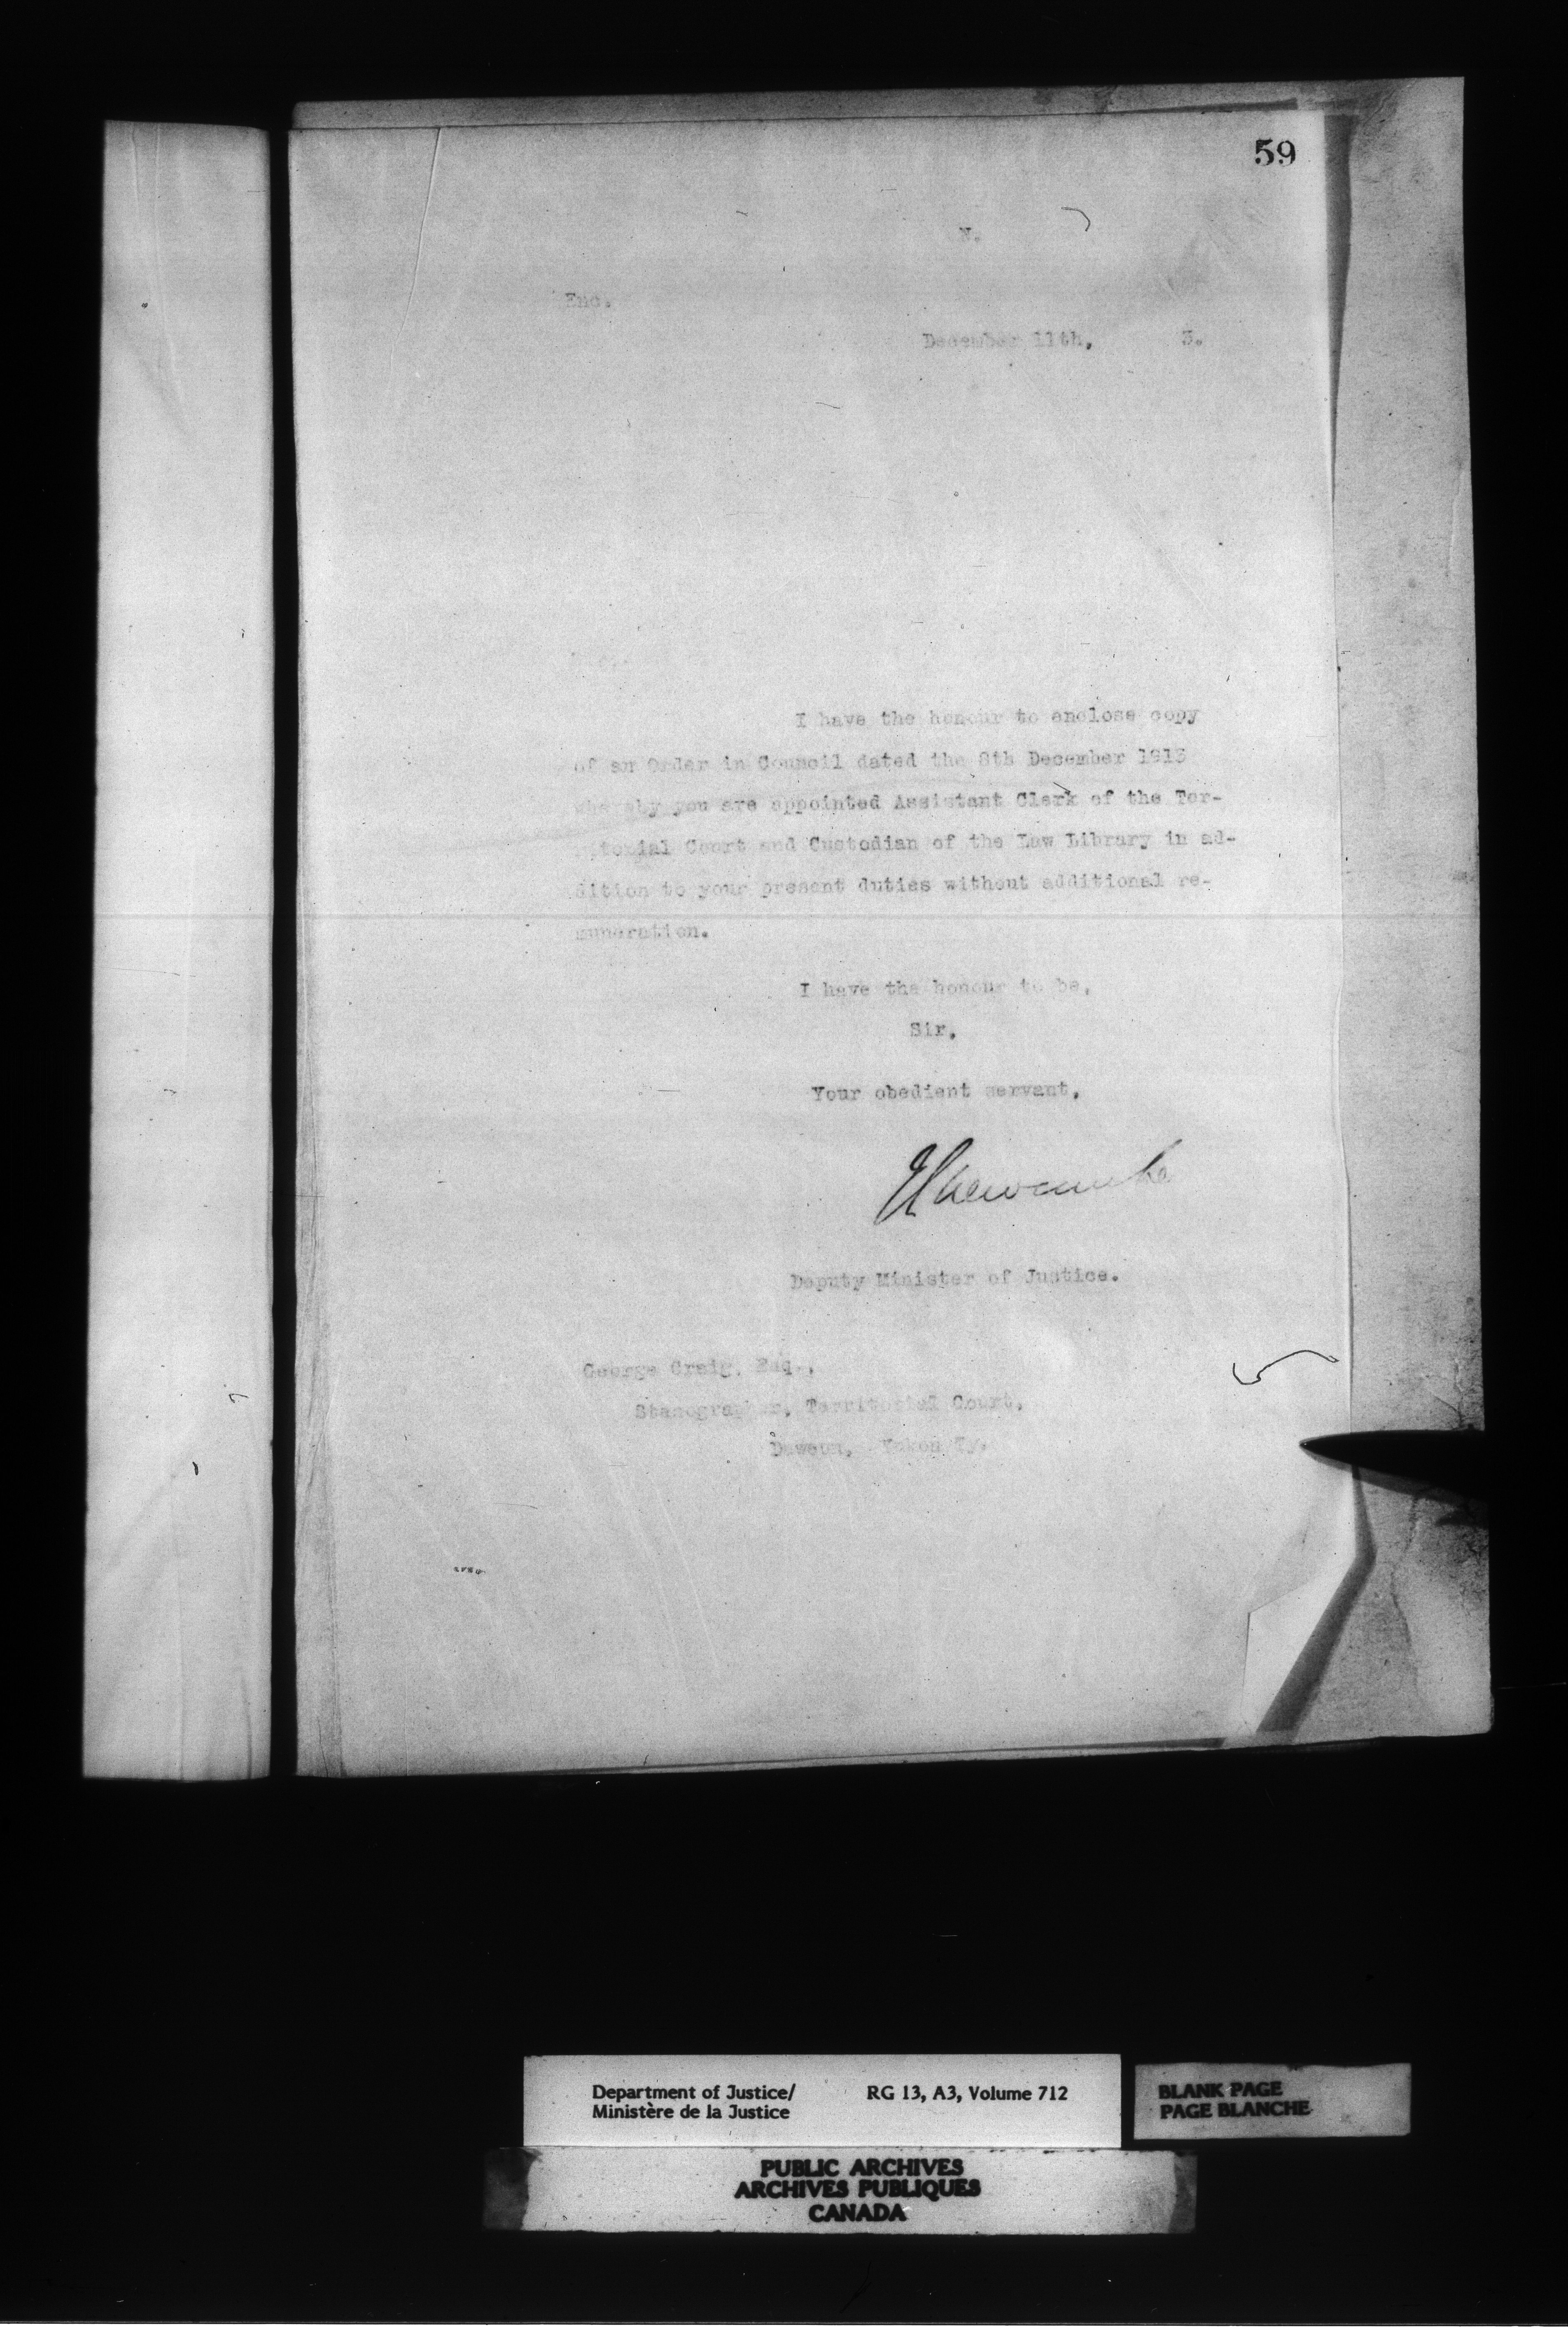 59
N.
Enc.
December 11th, 3.
I have the honour to enclose copy
of an Order in Council dated the 8th December 1913
whereby you are appointed Assistant Clerk of the Ter-
ritorial Court and Custodian of the Law Library in ad-
dition to your present duties without additional re-
muneration.
I have the honour to be,
Sir,
Your obedient servant,
ELNewcombe
Deputy Minister of Justice.
George Craig, Esq.,
Stenographer, Territorial Court,
Dawson, Yukon Ty.
Department of Justice/ RG 13, A3, Volume 712
Ministère de la Justice
BLANK PAGE
PAGE BLANCHE
PUBLIC ARCHIVES
ARCHIVES PUBLIQUES
CANADA